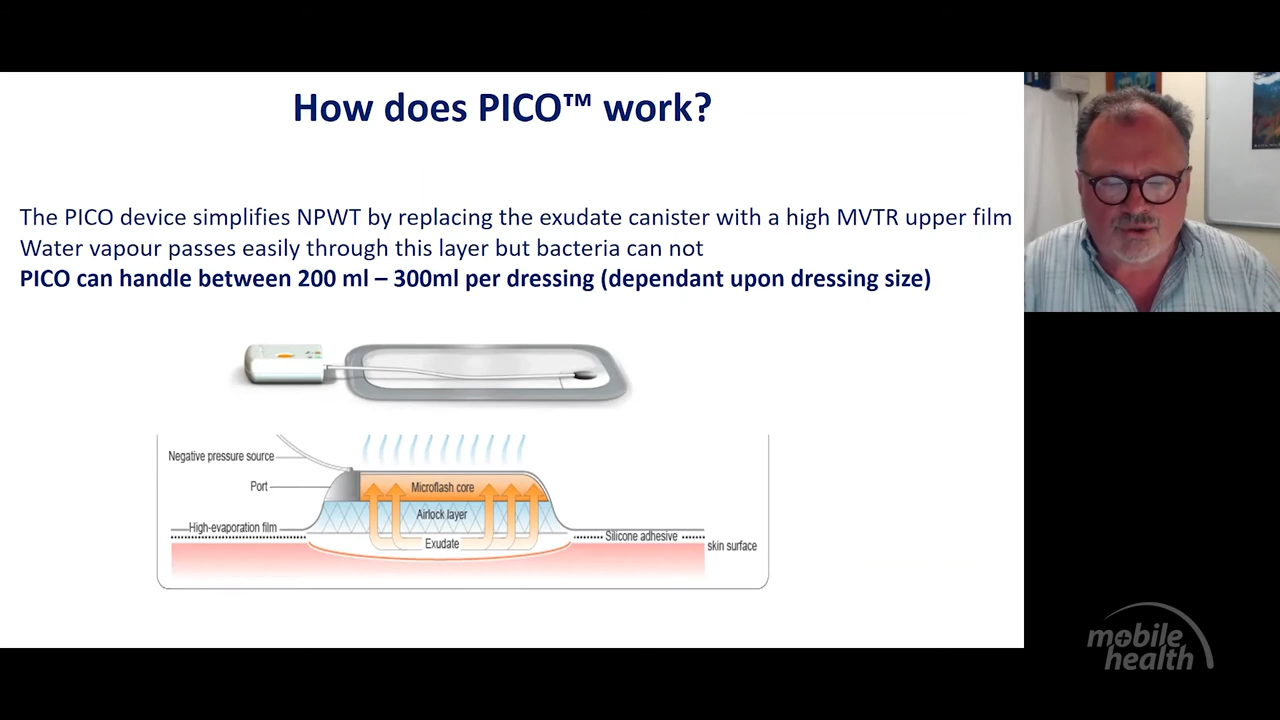 How does PICO™ work?
The PICO device simplifies NPWT by replacing the exudate canister with a high MVTR upper film
Water vapour passes easily through this layer but bacteria can not
PICO can handle between 200 ml – 300ml per dressing (dependant upon dressing size)
Negative pressure source
Port
Microflash core
Airlock layer
High-evaporation film
Exudate
Silicone adhesive
skin surface
mobile
health